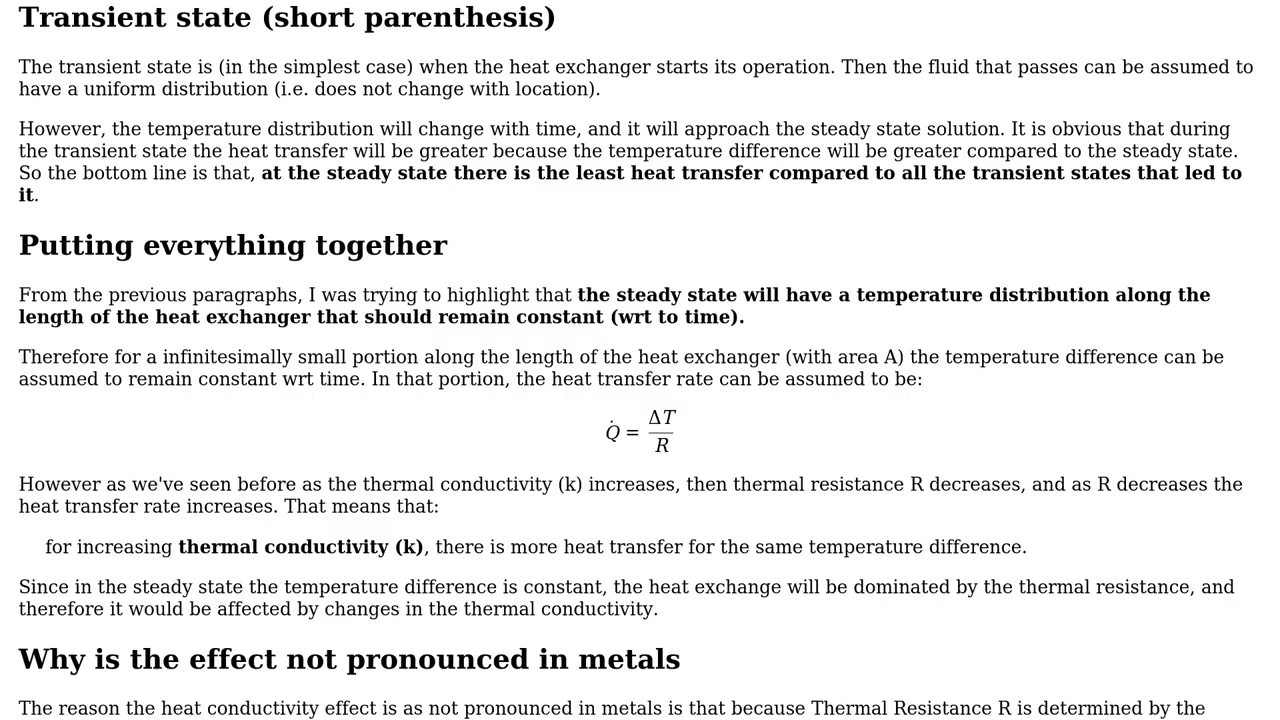 Transient state (short parenthesis)
The transient state is (in the simplest case) when the heat exchanger starts its operation. Then the fluid that passes can be assumed to
have a uniform distribution (i.e. does not change with location).
However, the temperature distribution will change with time, and it will approach the steady state solution. It is obvious that during
the transient state the heat transfer will be greater because the temperature difference will be greater compared to the steady state.
So the bottom line is that, at the steady state there is the least heat transfer compared to all the transient states that led to
it.
Putting everything together
From the previous paragraphs, I was trying to highlight that the steady state will have a temperature distribution along the
length of the heat exchanger that should remain constant (wrt to time).
Therefore for a infinitesimally small portion along the length of the heat exchanger (with area A) the temperature difference can be
assumed to remain constant wrt time. In that portion, the heat transfer rate can be assumed to be:
Q̇ = ΔT / R
However as we've seen before as the thermal conductivity (k) increases, then thermal resistance R decreases, and as R decreases the
heat transfer rate increases. That means that:
for increasing thermal conductivity (k), there is more heat transfer for the same temperature difference.
Since in the steady state the temperature difference is constant, the heat exchange will be dominated by the thermal resistance, and
therefore it would be affected by changes in the thermal conductivity.
Why is the effect not pronounced in metals
The reason the heat conductivity effect is as not pronounced in metals is that because Thermal Resistance R is determined by the